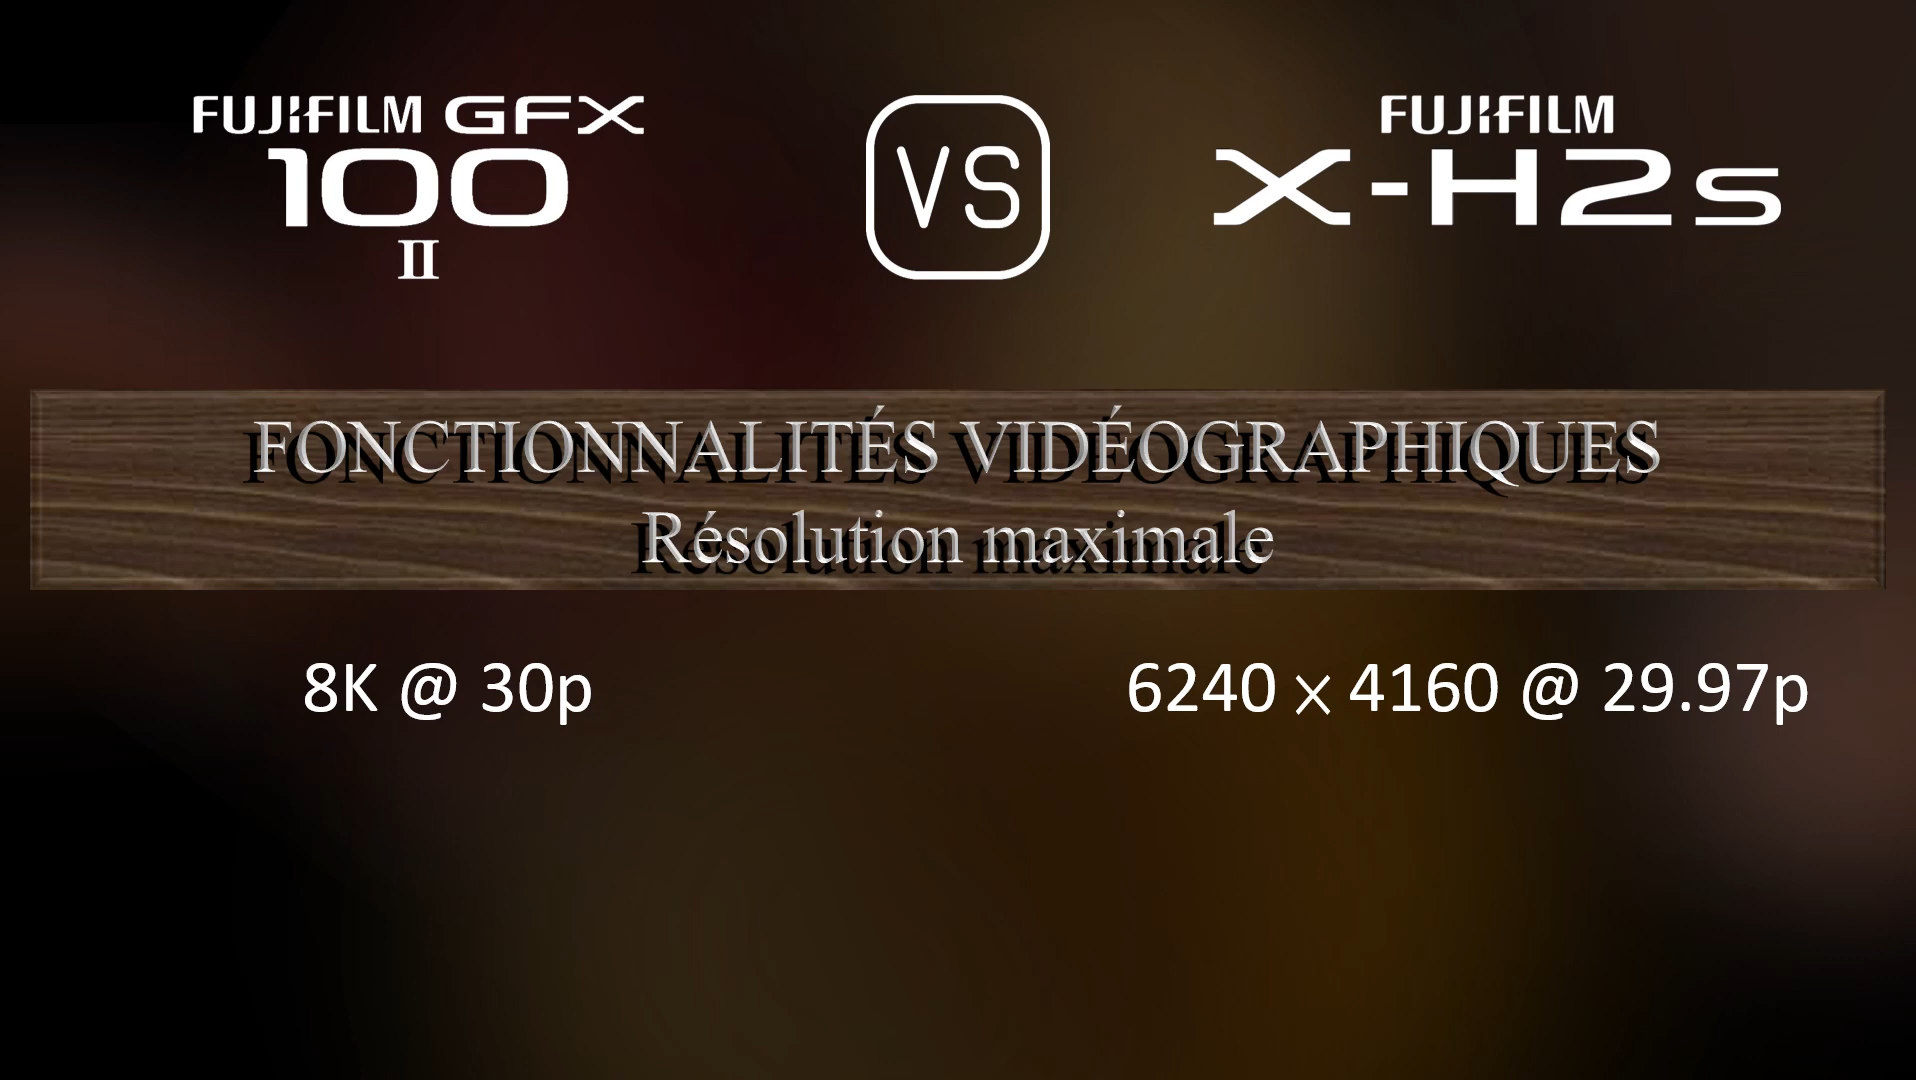 FUJIFILM GFX
100
II
VS
FUJIFILM
X-H2s
FONCTIONNALITÉS VIDÉOGRAPHIQUES
Résolution maximale
8K @ 30p
6240 x 4160 @ 29.97p